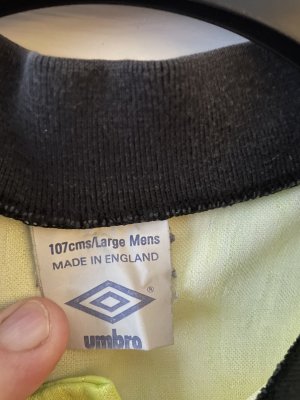 107cms/Large Mens
MADE IN ENGLAND
®
umbro